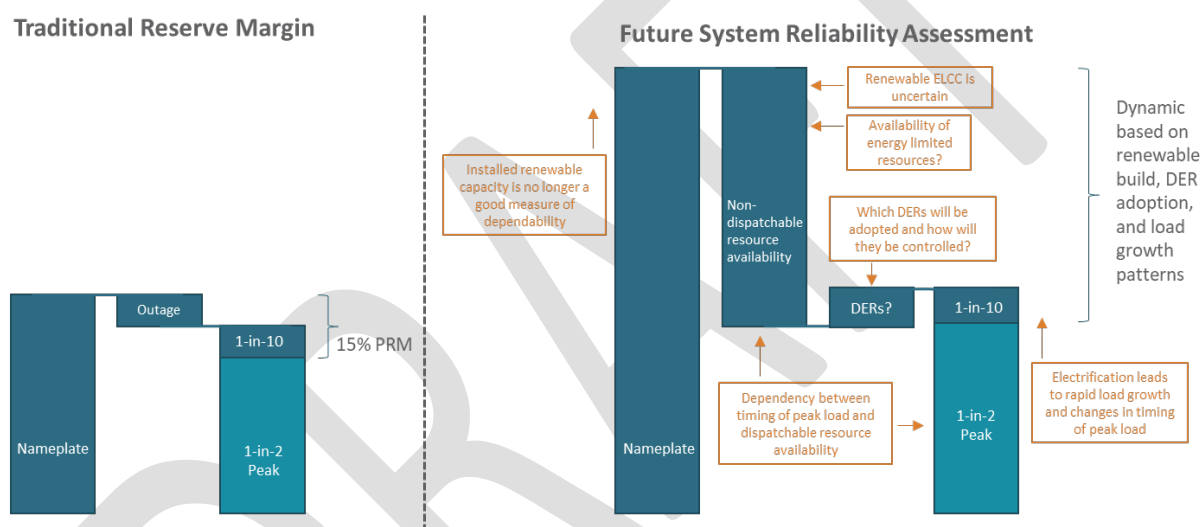 Traditional Reserve Margin
Outage
1-in-10
15% PRM
Nameplate
1-in-2
Peak
Future System Reliability Assessment
Renewable ELCC is
uncertain
Availability of
energy limited
resources?
Installed renewable
capacity is no longer a
good measure of
dependability
Non-
dispatchable
resource
availability
Which DERs will be
adopted and how will
they be controlled?
Dynamic
based on
renewable
build, DER
adoption,
and load
growth
patterns
DERs?
1-in-10
Nameplate
Dependency between
timing of peak load and
dispatchable resource
availability
1-in-2
Peak
Electrification leads
to rapid load growth
and changes in timing
of peak load
DRAFT